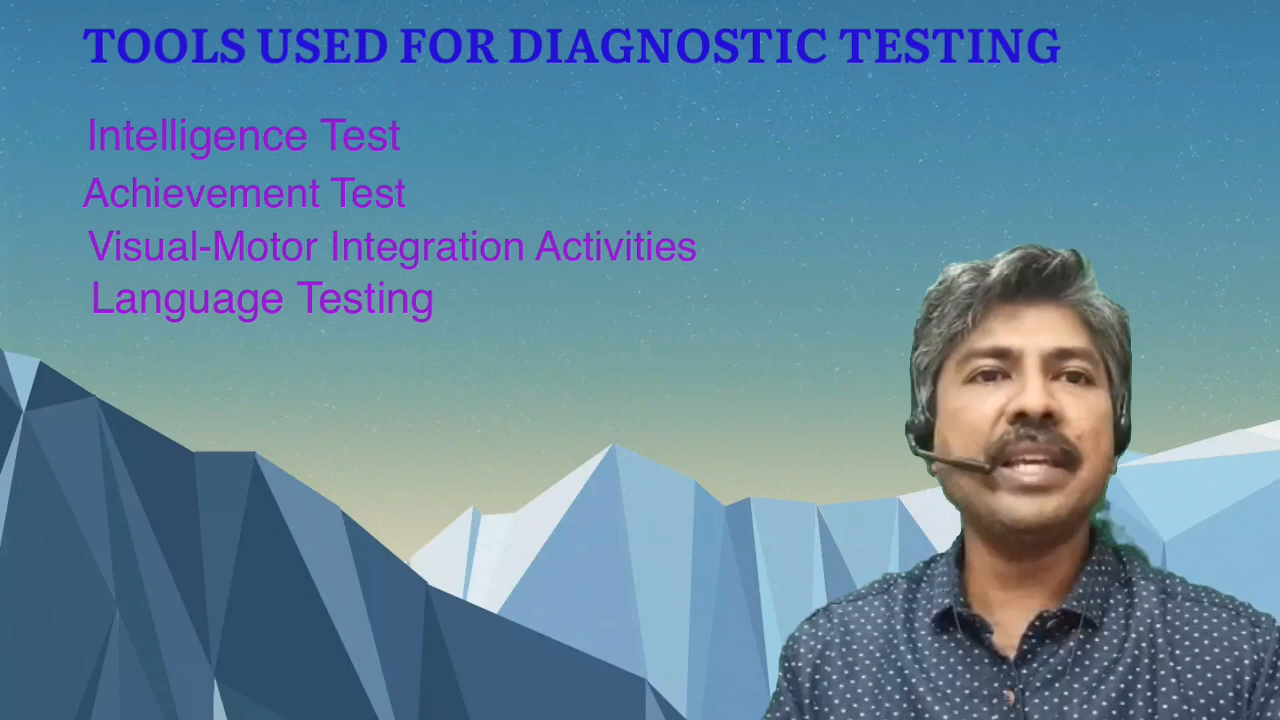 TOOLS USED FOR DIAGNOSTIC TESTING
Intelligence Test
Achievement Test
Visual-Motor Integration Activities
Language Testing